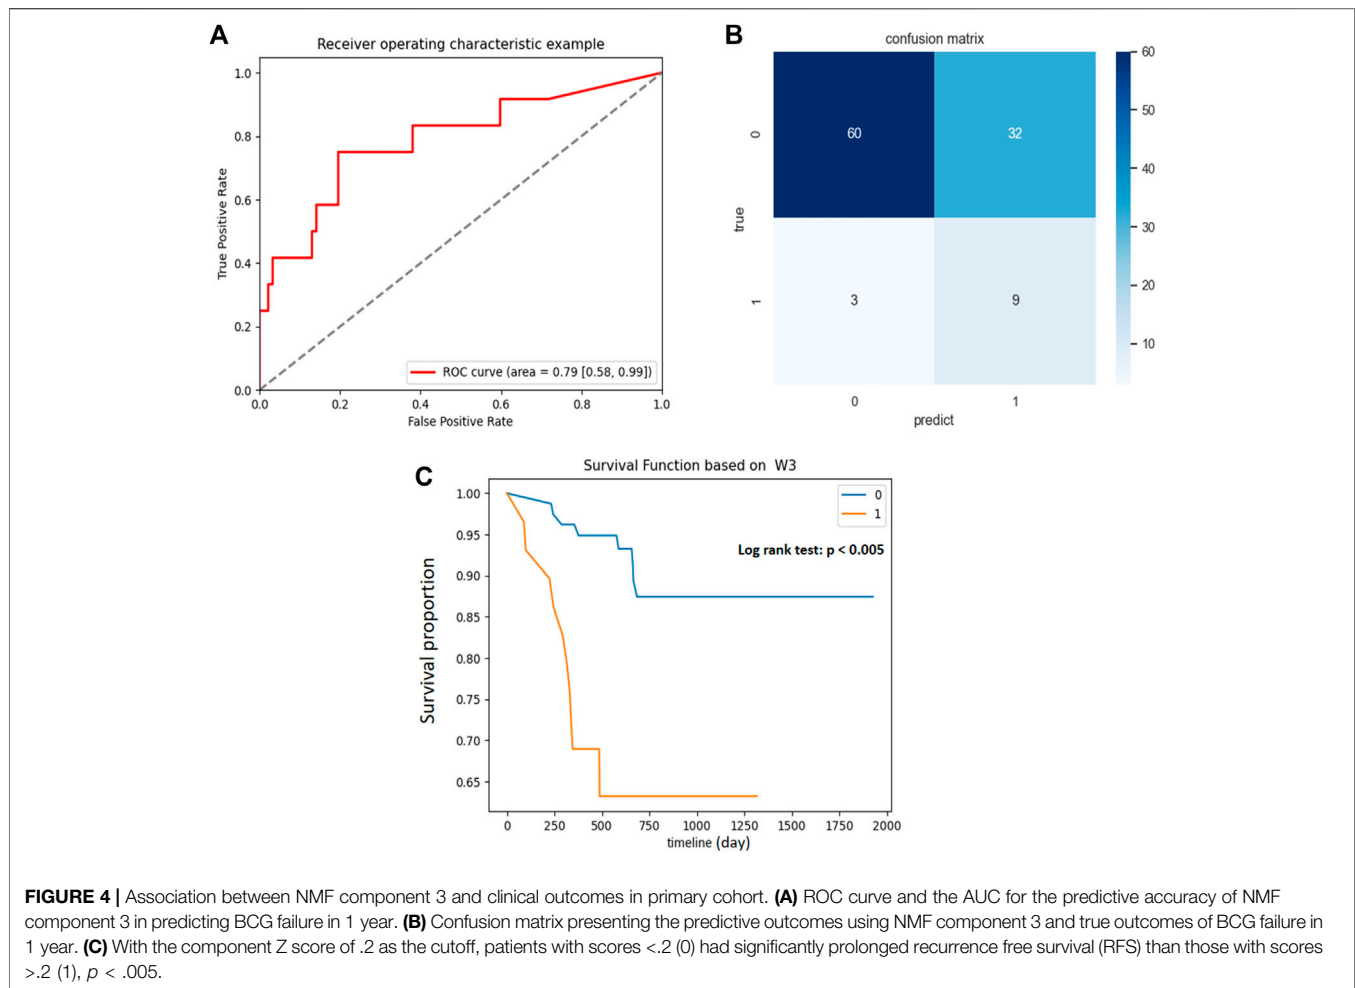 A
Receiver operating characteristic example
True Positive Rate
1.0
0.8
0.6
0.4
0.2
0.0
ROC curve (area = 0.79 [0.58, 0.99])
0.0 0.2 0.4 0.6 0.8 1.0
False Positive Rate
B
confusion matrix
true
0
1
60 32
3 9
0 1
predict
60
50
40
30
20
10
C
Survival Function based on W3
Survival proportion
1.00
0.95
0.90
0.85
0.80
0.75
0.70
0.65
0
1
Log rank test: p < 0.005
0 250 500 750 1000 1250 1500 1750 2000
timeline (day)
FIGURE 4 | Association between NMF component 3 and clinical outcomes in primary cohort. (A) ROC curve and the AUC for the predictive accuracy of NMF
component 3 in predicting BCG failure in 1 year. (B) Confusion matrix presenting the predictive outcomes using NMF component 3 and true outcomes of BCG failure in
1 year. (C) With the component Z score of .2 as the cutoff, patients with scores <.2 (0) had significantly prolonged recurrence free survival (RFS) than those with scores
>.2 (1), p < .005.